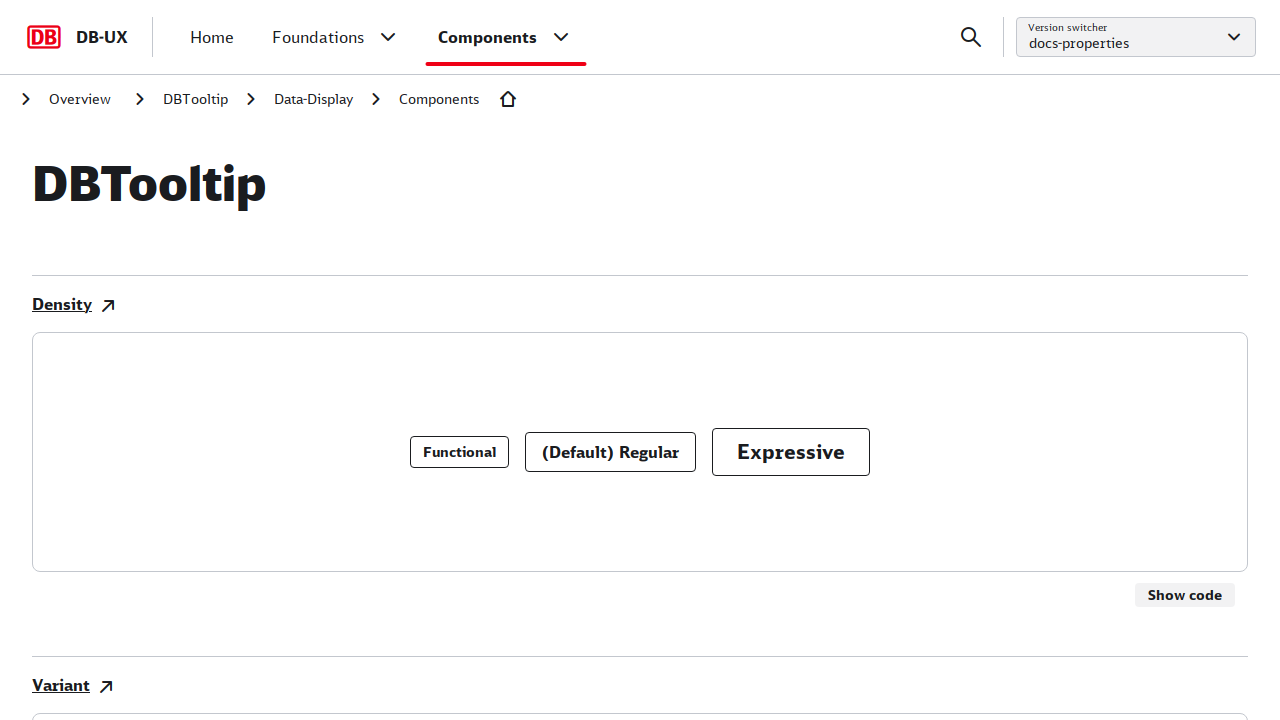 DB DB-UX Home Foundations Components Version switcher docs-properties
Overview DBTooltip Data-Display Components
DBTooltip
Density
Functional (Default) Regular Expressive
Show code
Variant